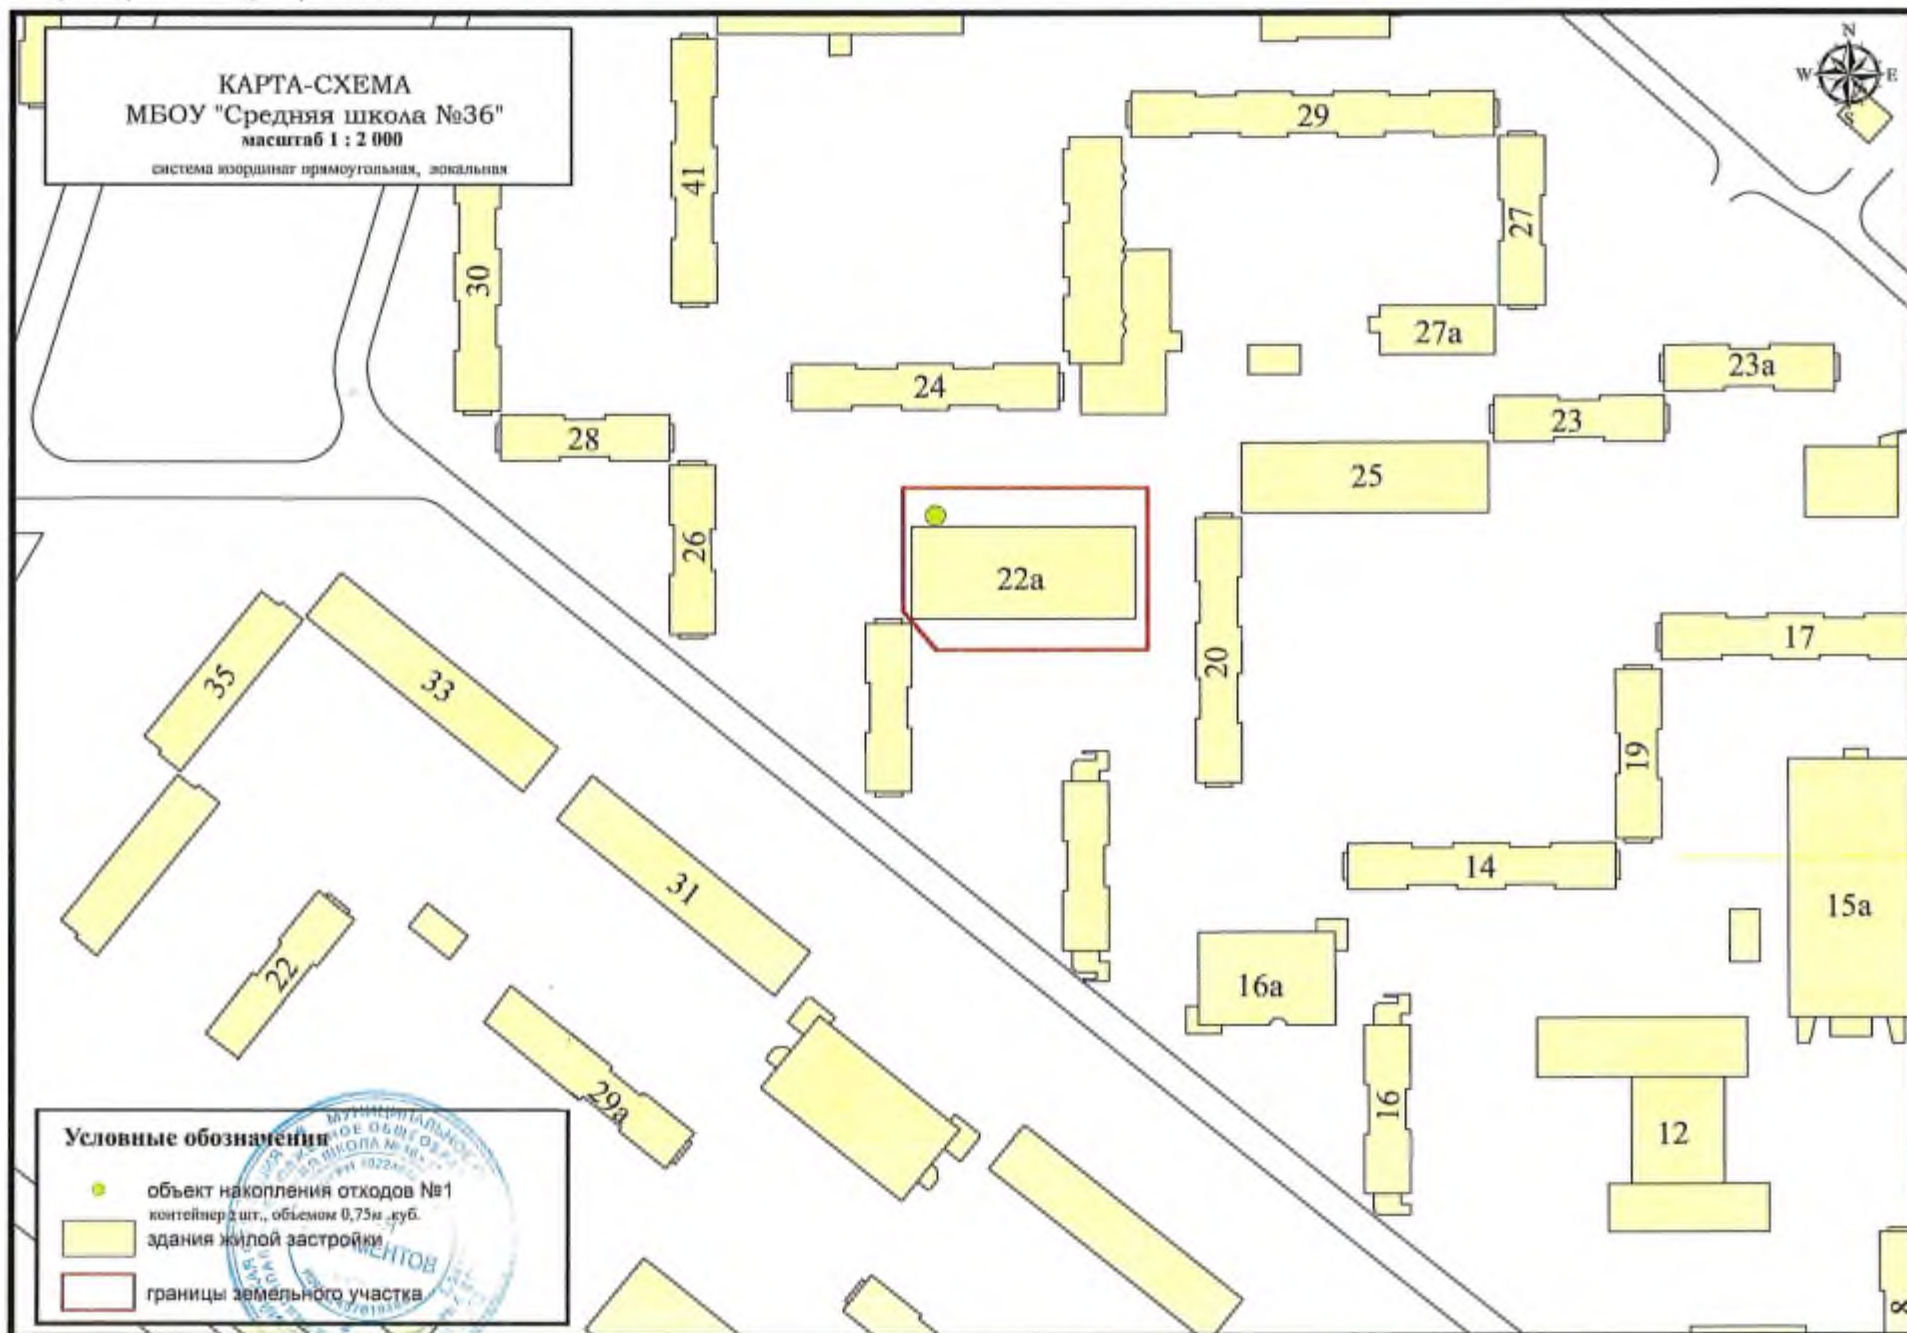 КАРТА-СХЕМА
МБОУ "Средняя школа №36"
масштаб 1 : 2 000
система координат прямоугольная, локальная
N
W
E
S
29
41
27
30
27а
24
23а
23
28
25
26
22а
17
20
35
33
19
14
31
15а
22
16а
29а
16
12
8
Условные обозначения
объект накопления отходов №1
контейнер 2 шт., объемом 0,75м .куб.
здания жилой застройки
границы земельного участка
МУНИЦИПАЛЬНОЕ
МЕНТОВ